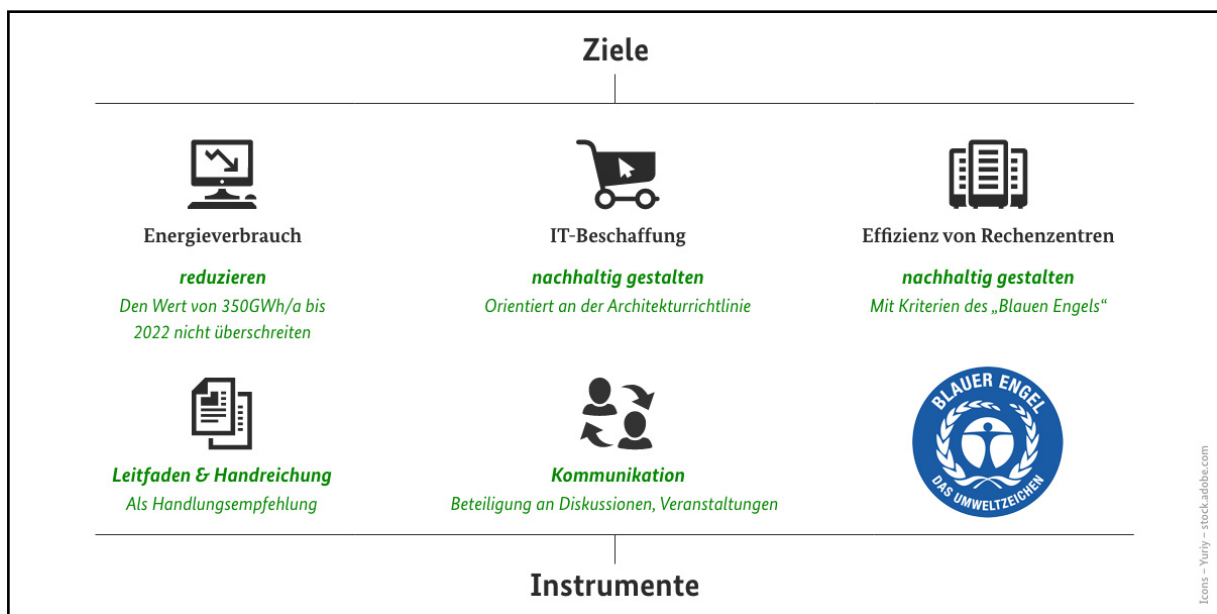 Ziele
Energieverbrauch
reduzieren
Den Wert von 350GWh/a bis
2022 nicht überschreiten
IT-Beschaffung
nachhaltig gestalten
Orientiert an der Architekturrichtlinie
Effizienz von Rechenzentren
nachhaltig gestalten
Mit Kriterien des „Blauen Engels“
Leitfaden & Handreichung
Als Handlungsempfehlung
Kommunikation
Beteiligung an Diskussionen, Veranstaltungen
BLAUER ENGEL
DAS UMWELTZEICHEN
Instrumente
Icons – Yuriy – stock.adobe.com